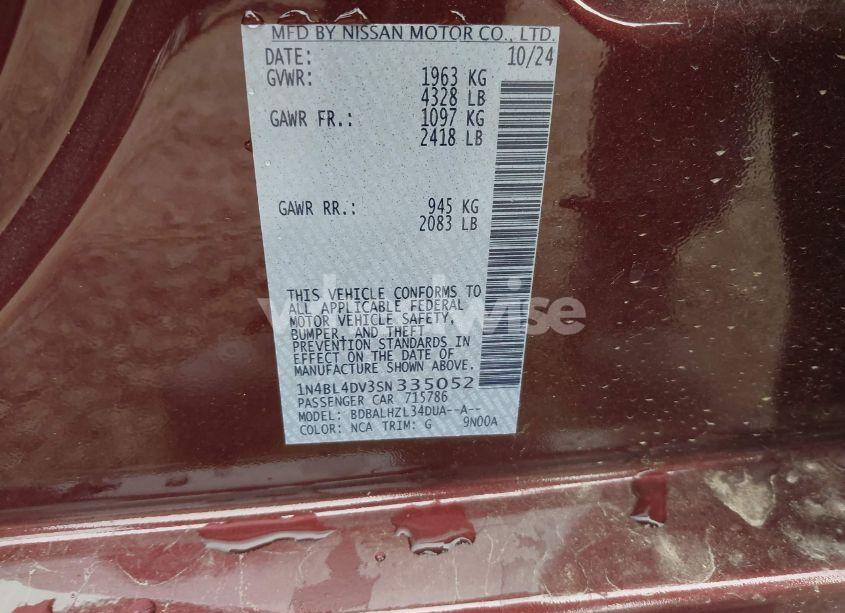 MFD BY NISSAN MOTOR CO., LTD.
DATE: 10/24
GVWR: 1963 KG
4328 LB
GAWR FR.: 1097 KG
2418 LB
GAWR RR.: 945 KG
2083 LB
THIS VEHICLE CONFORMS TO
ALL APPLICABLE FEDERAL
MOTOR VEHICLE SAFETY,
BUMPER, AND THEFT
PREVENTION STANDARDS IN
EFFECT ON THE DATE OF
MANUFACTURE SHOWN ABOVE.
1N4BL4DV3SN335052
PASSENGER CAR 715786
MODEL: BDBALHZL34DUA--A--
COLOR: NCA TRIM: G 9N00A